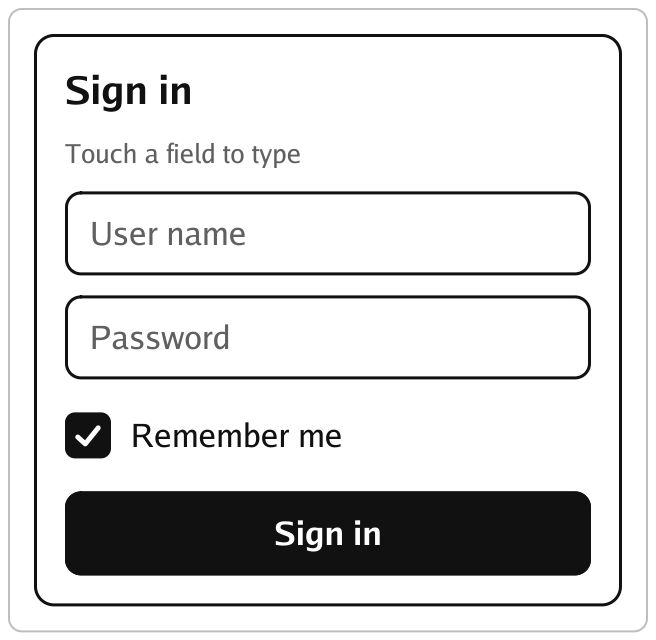 Sign in
Touch a field to type
User name
Password
Remember me
Sign in